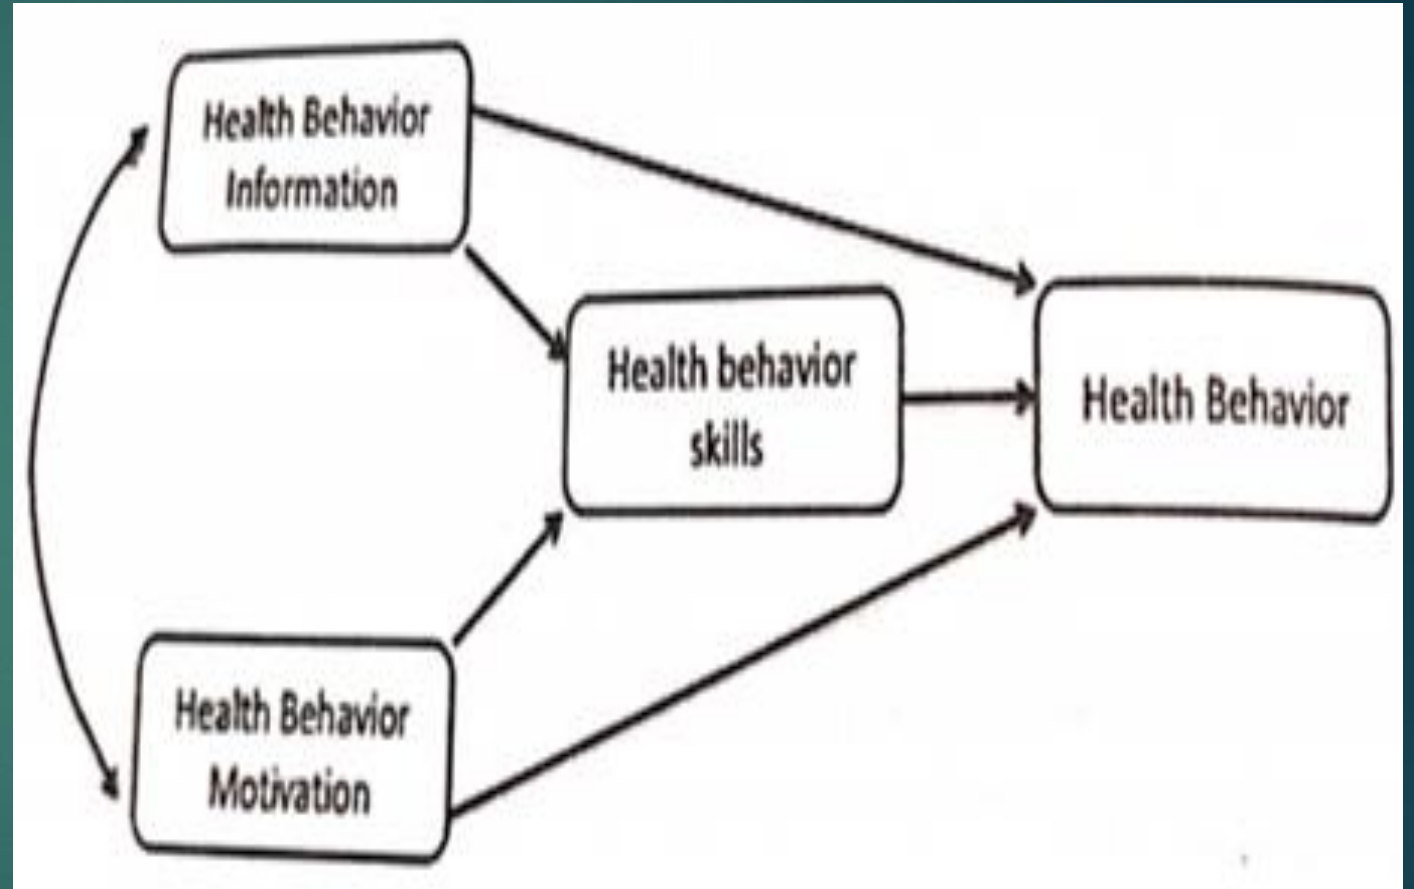 Health Behavior
Information
Health behavior
skills
Health Behavior
Health Behavior
Motivation